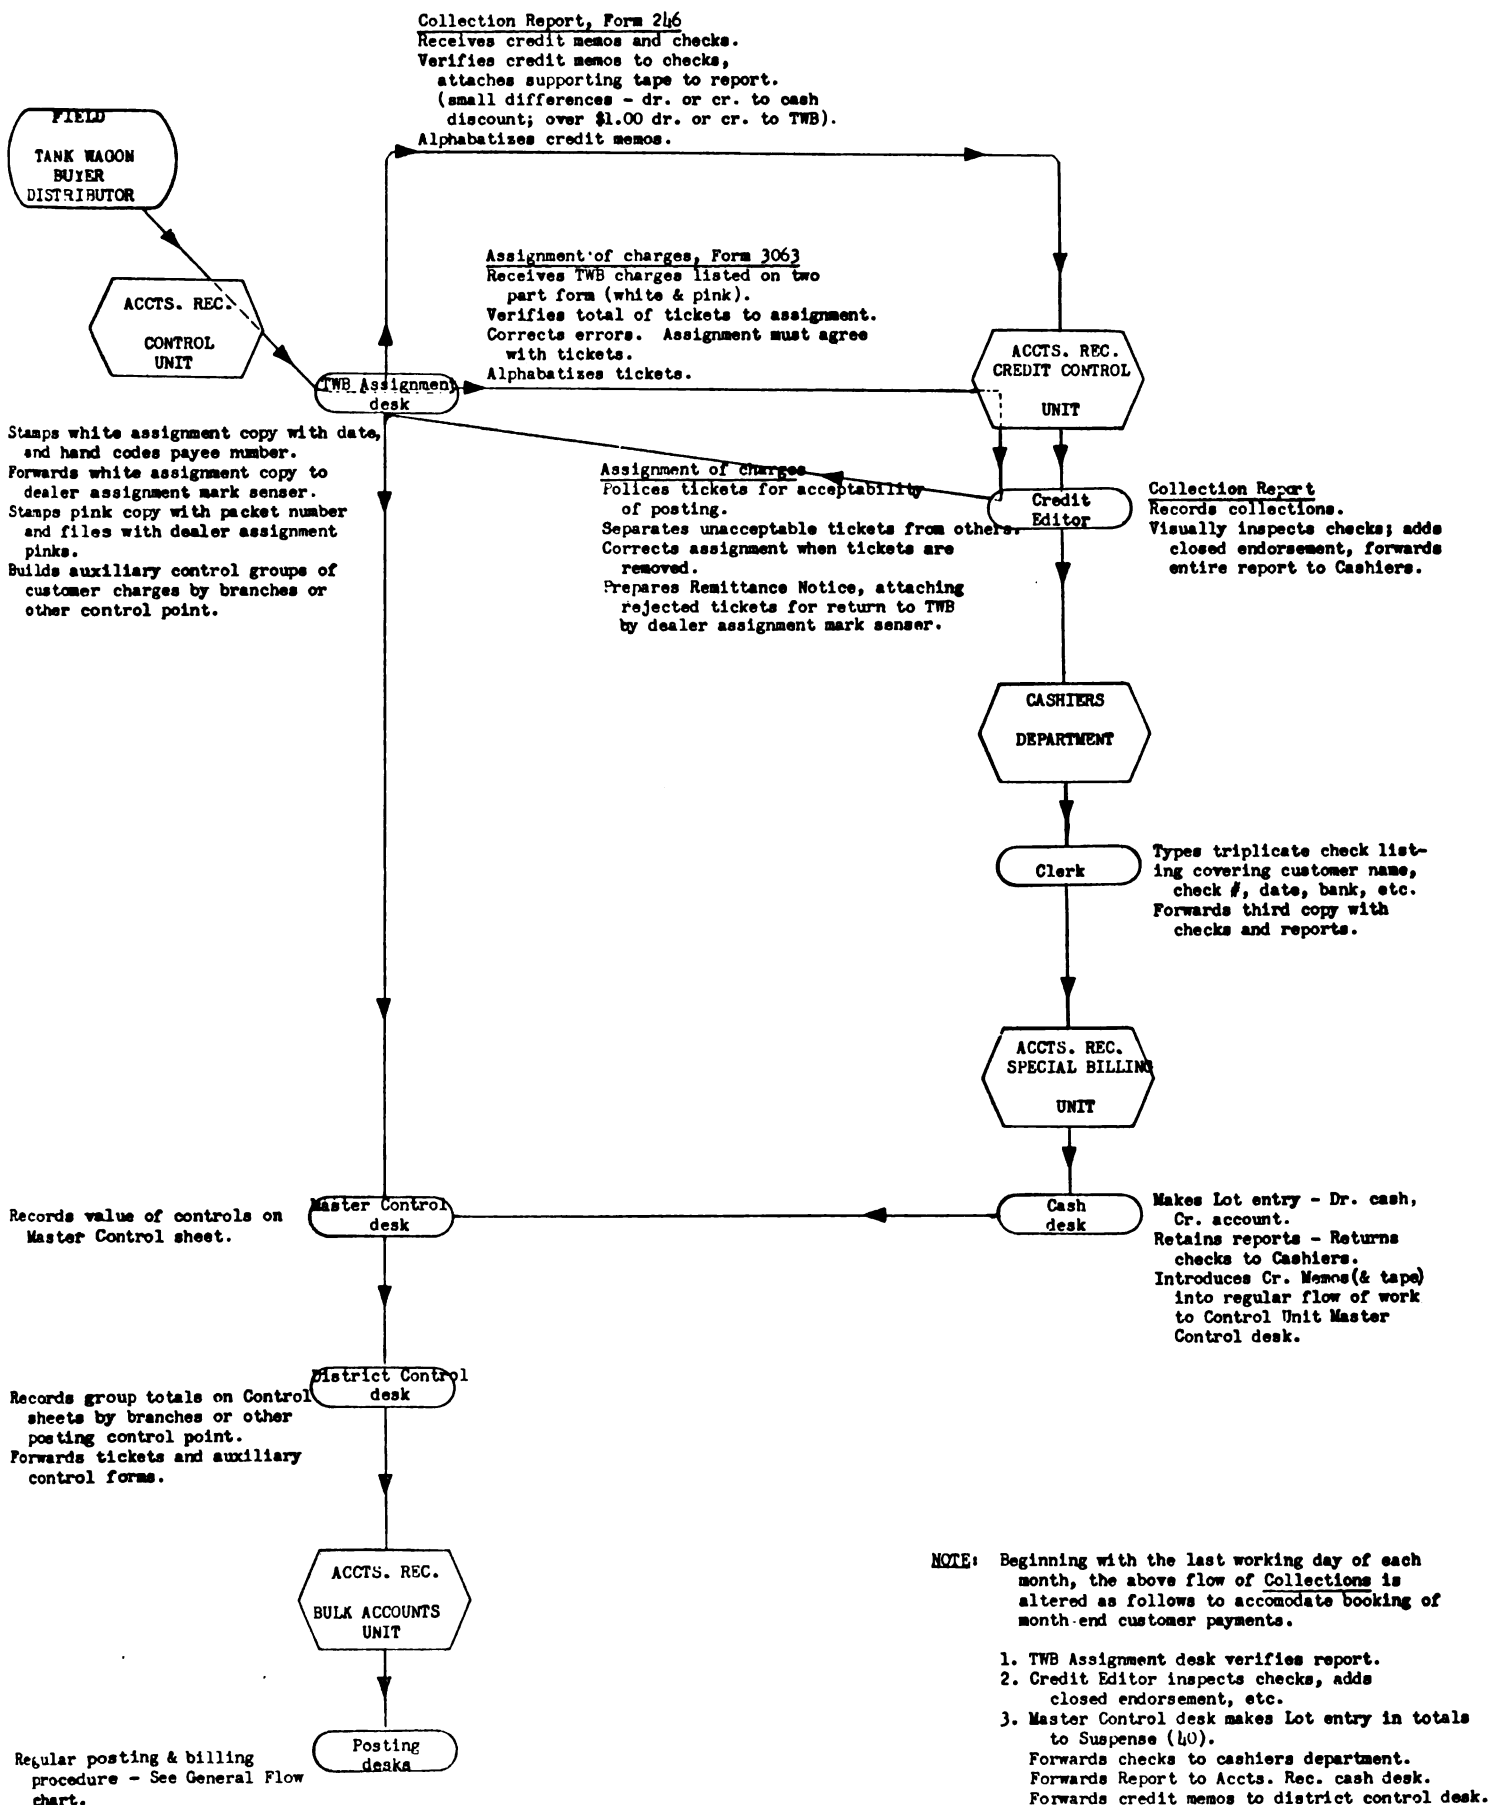 Collection Report, Form 246
Receives credit memos and checks.
Verifies credit memos to checks,
attaches supporting tape to report.
(small differences - dr. or cr. to cash
discount; over $1.00 dr. or cr. to TWB).
Alphabatizes credit memos.
FIELD
TANK WAGON
BUYER
DISTRIBUTOR
Assignment of charges, Form 3063
Receives TWB charges listed on two
part form (white & pink).
Verifies total of tickets to assignment.
Corrects errors. Assignment must agree
with tickets.
Alphabatizes tickets.
ACCTS. REC.
CONTROL
UNIT
TWB Assignment
desk
ACCTS. REC.
CREDIT CONTROL
UNIT
Stamps white assignment copy with date,
and hand codes payee number.
Forwards white assignment copy to
dealer assignment mark senser.
Stamps pink copy with packet number
and files with dealer assignment
pinks.
Builds auxiliary control groups of
customer charges by branches or
other control point.
Assignment of charges
Polices tickets for acceptability
of posting.
Separates unacceptable tickets from others.
Corrects assignment when tickets are
removed.
Prepares Remittance Notice, attaching
rejected tickets for return to TWB
by dealer assignment mark senser.
Credit
Editor
Collection Report
Records collections.
Visually inspects checks; adds
closed endorsement, forwards
entire report to Cashiers.
CASHIERS
DEPARTMENT
Clerk
Types triplicate check list-
ing covering customer name,
check #, date, bank, etc.
Forwards third copy with
checks and reports.
ACCTS. REC.
SPECIAL BILLING
UNIT
Records value of controls on
Master Control sheet.
Master Control
desk
Cash
desk
Makes Lot entry - Dr. cash,
Cr. account.
Retains reports - Returns
checks to Cashiers.
Introduces Cr. Memos(& tape)
into regular flow of work
to Control Unit Master
Control desk.
District Control
desk
Records group totals on Control
sheets by branches or other
posting control point.
Forwards tickets and auxiliary
control forms.
ACCTS. REC.
BULK ACCOUNTS
UNIT
Posting
desks
Regular posting & billing
procedure - See General Flow
chart.
NOTE: Beginning with the last working day of each
month, the above flow of Collections is
altered as follows to accomodate booking of
month-end customer payments.
1. TWB Assignment desk verifies report.
2. Credit Editor inspects checks, adds
closed endorsement, etc.
3. Master Control desk makes Lot entry in totals
to Suspense (40).
Forwards checks to cashiers department.
Forwards Report to Accts. Rec. cash desk.
Forwards credit memos to district control desk.